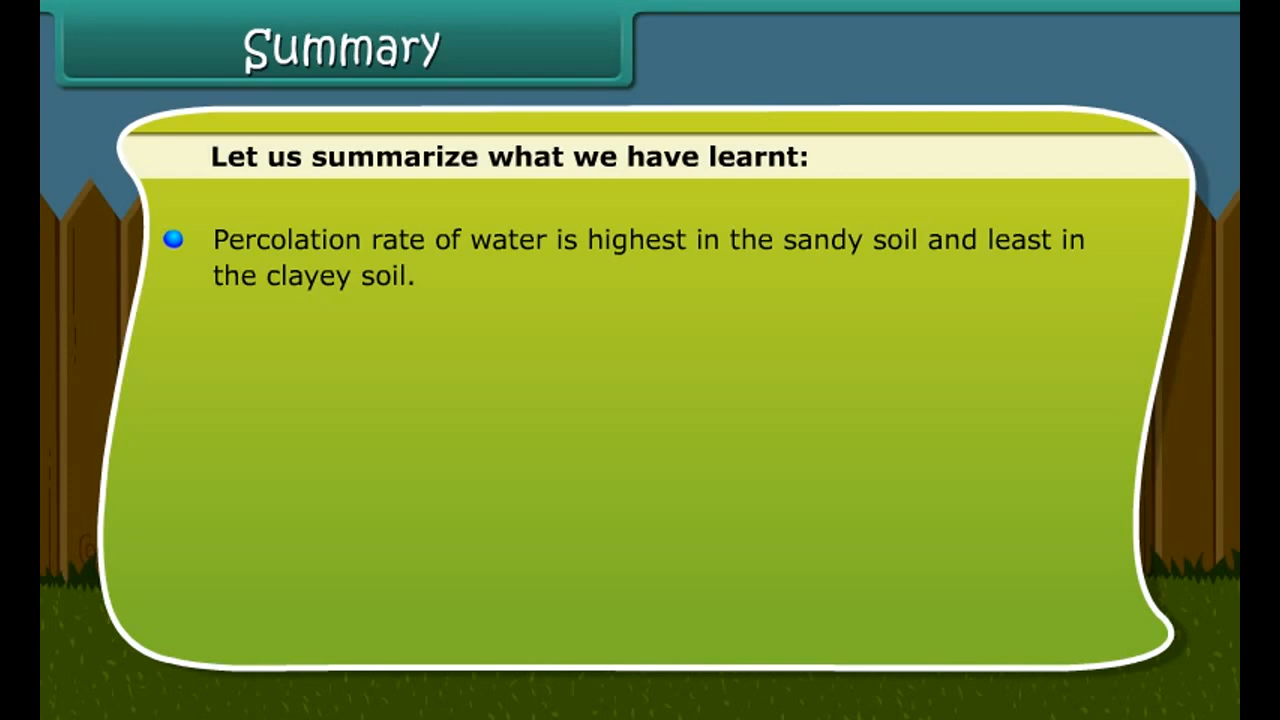 Summary
Let us summarize what we have learnt:
Percolation rate of water is highest in the sandy soil and least in
the clayey soil.